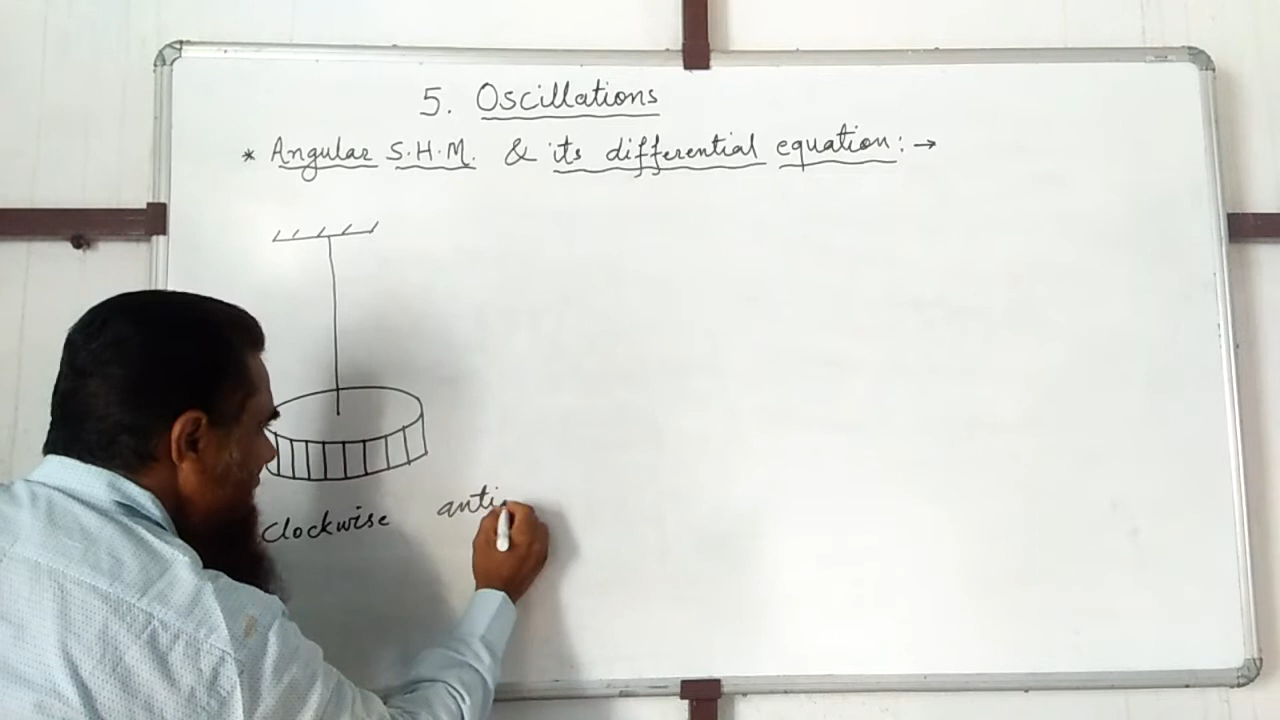 5. Oscillations
* Angular S.H.M. & its differential equation:→
Clockwise anti